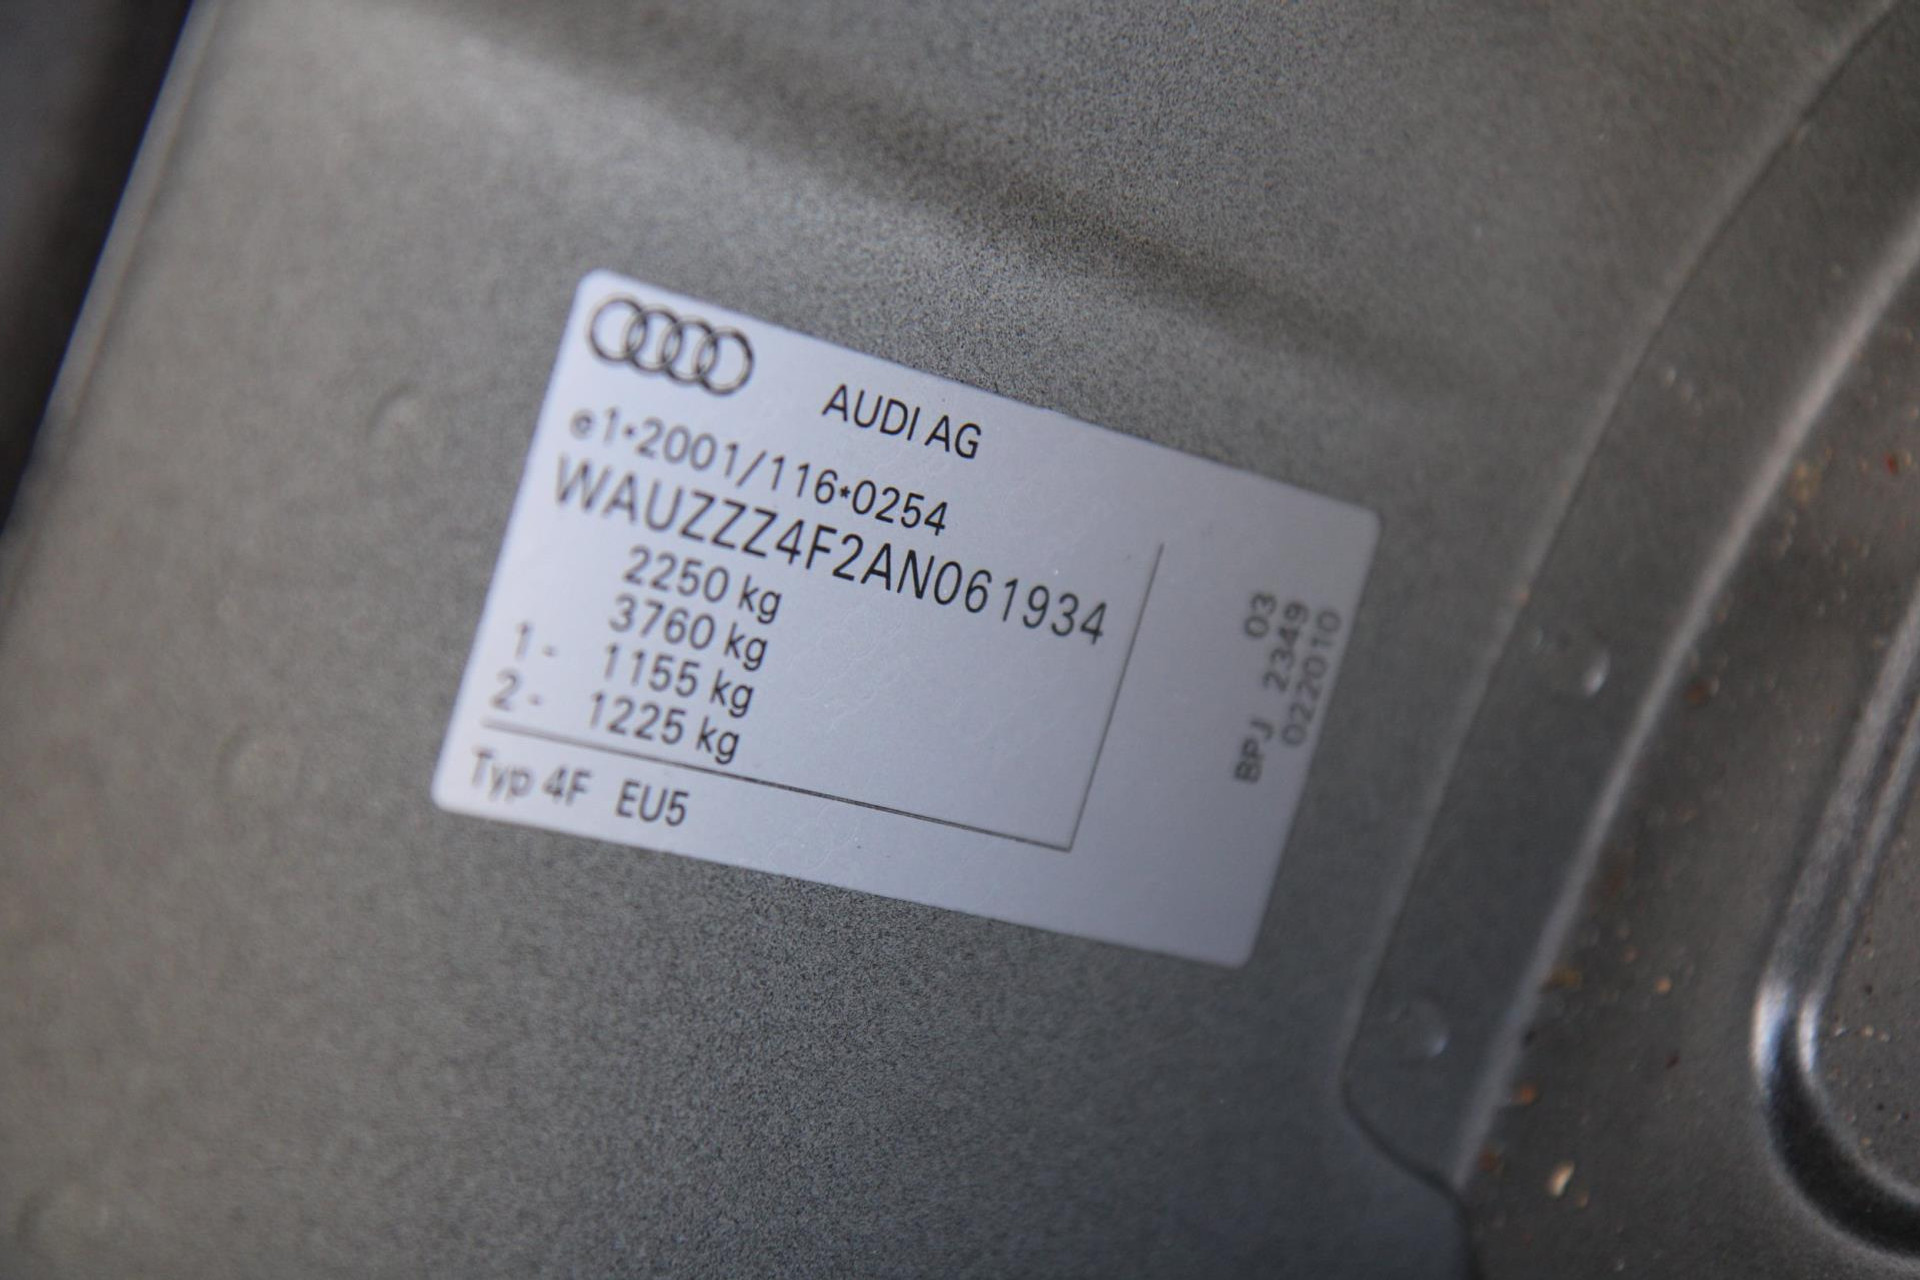 AUDI AG
e1*2001/116*0254
WAUZZZ4F2AN061934
2250 kg
3760 kg
1 - 1155 kg
2 - 1225 kg
Typ 4F EU5
03
BPJ 2349
022010